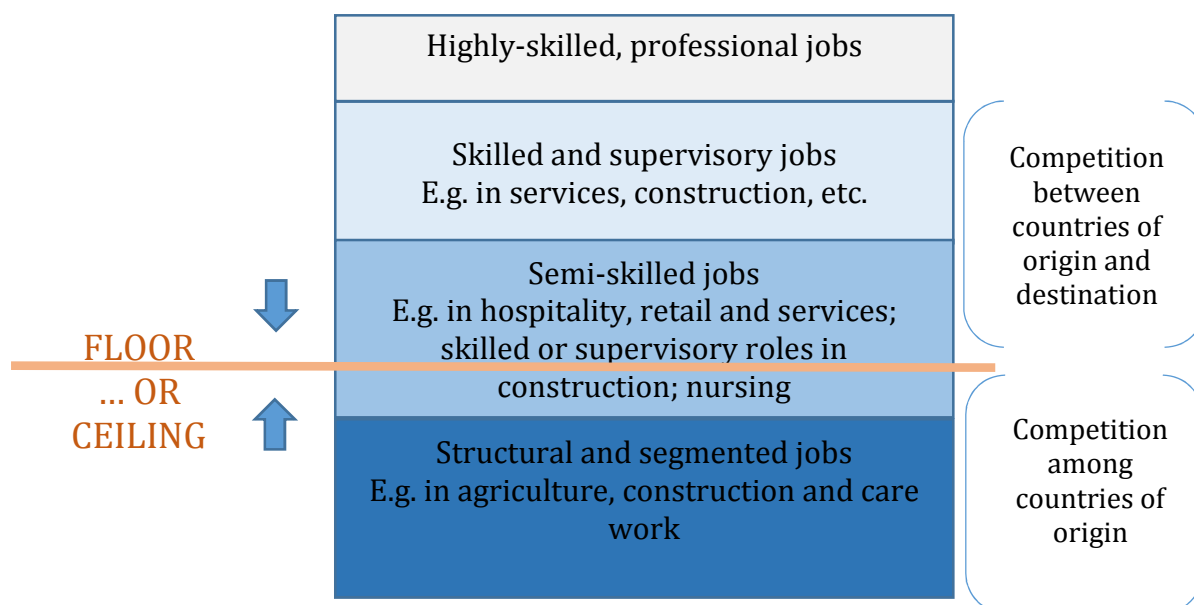 Highly-skilled, professional jobs
Skilled and supervisory jobs
E.g. in services, construction, etc.
Semi-skilled jobs
E.g. in hospitality, retail and services;
skilled or supervisory roles in
construction; nursing
Structural and segmented jobs
E.g. in agriculture, construction and care
work
FLOOR
... OR
CEILING
Competition
between
countries of
origin and
destination
Competition
among
countries of
origin